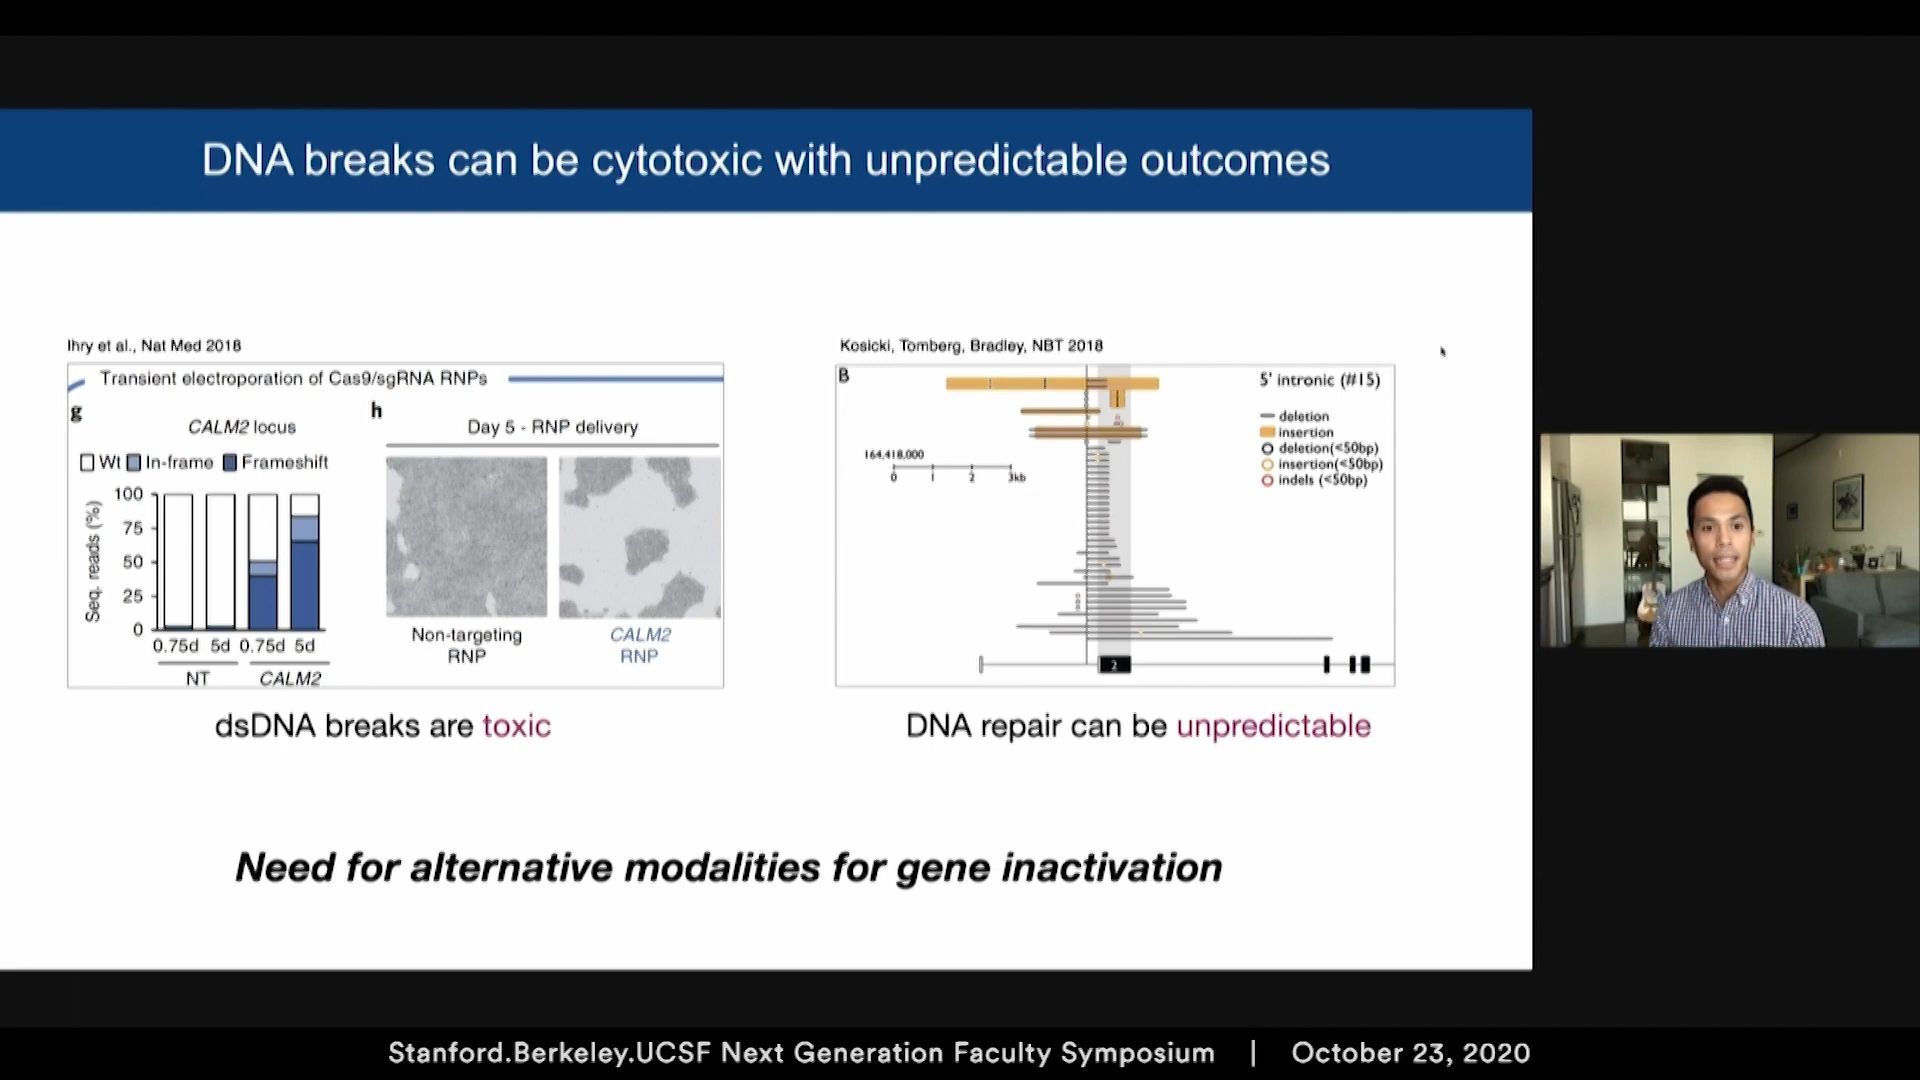 DNA breaks can be cytotoxic with unpredictable outcomes
Ihry et al., Nat Med 2018
Transient electroporation of Cas9/sgRNA RNPs
g
h
CALM2 locus
Day 5 - RNP delivery
Wt In-frame Frameshift
Seq. reads (%)
100
75
50
25
0
0.75d 5d 0.75d 5d
NT CALM2
Non-targeting
RNP
CALM2
RNP
dsDNA breaks are toxic
Kosicki, Tomberg, Bradley, NBT 2018
B
5' intronic (#15)
deletion
insertion
deletion(<50bp)
insertion(<50bp)
indels (<50bp)
164,418,000
0 1 2 3kb
2
DNA repair can be unpredictable
Need for alternative modalities for gene inactivation
Stanford.Berkeley.UCSF Next Generation Faculty Symposium | October 23, 2020